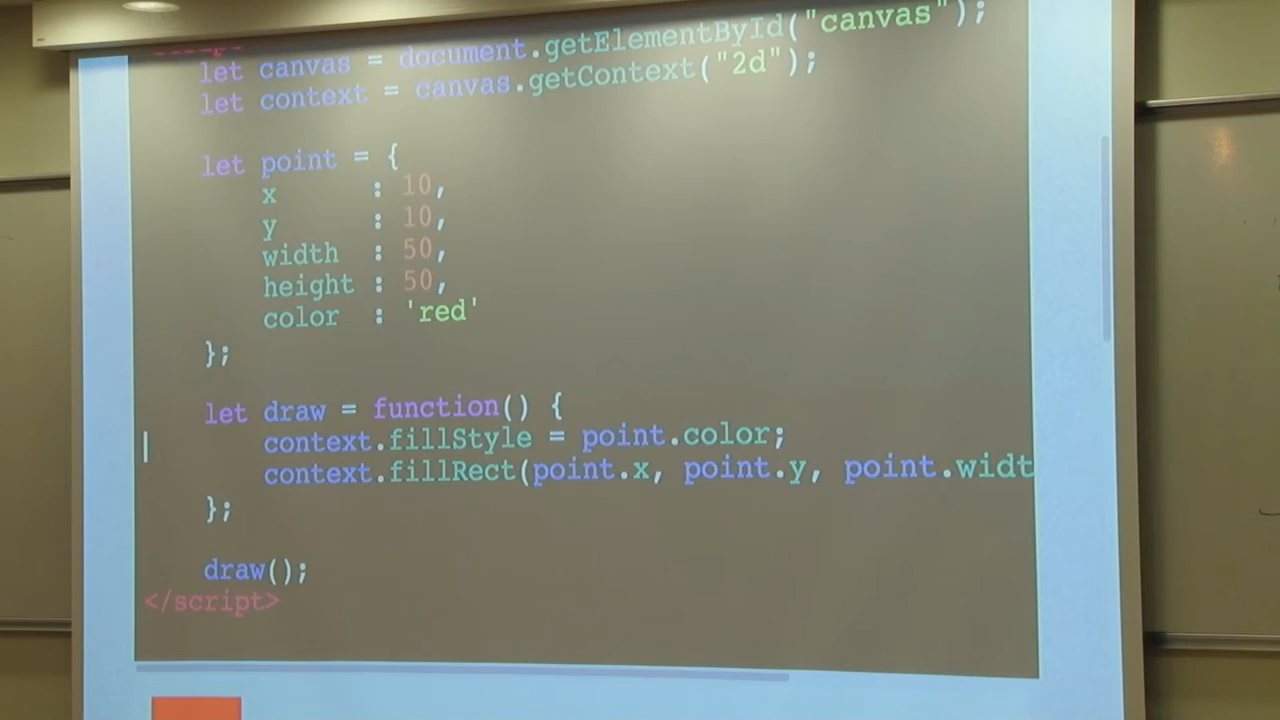 let canvas = document.getElementById("canvas");
let context = canvas.getContext("2d");
let point = {
x : 10,
y : 10,
width : 50,
height : 50,
color : 'red'
};
let draw = function() {
context.fillStyle = point.color;
context.fillRect(point.x, point.y, point.widt
};
draw();
</script>